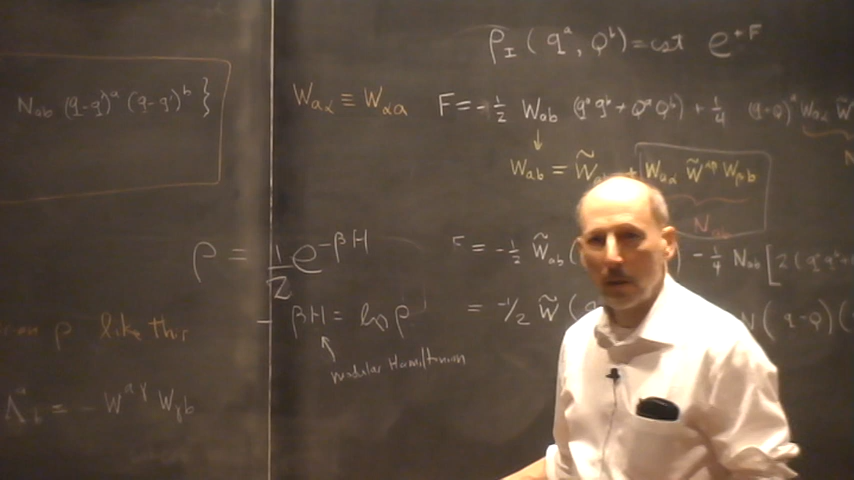 ρ_I (q^a, Q^b) = cst e^{+F}
N_ab (q-q')^a (q-q')^b }
W_aα ≡ W_αa
F = -1/2 W_ab (q^a q^b + Q^a Q^b) + 1/4 (q-Q)^a W_aα W̃
↓
W_ab = W̃_ab + W_aα W̃^αβ W_βb
N_ab
ρ = 1/Z e^{-βH}
F = -1/2 W̃_ab ( - 1/4 N_ab [ 2(q^a q^b +
- βH = ln ρ
= -1/2 W̃ (q N ( q-Q)(
ρ like this
modular Hamiltonian
Λ^a_b = - W^{aγ} W_γb